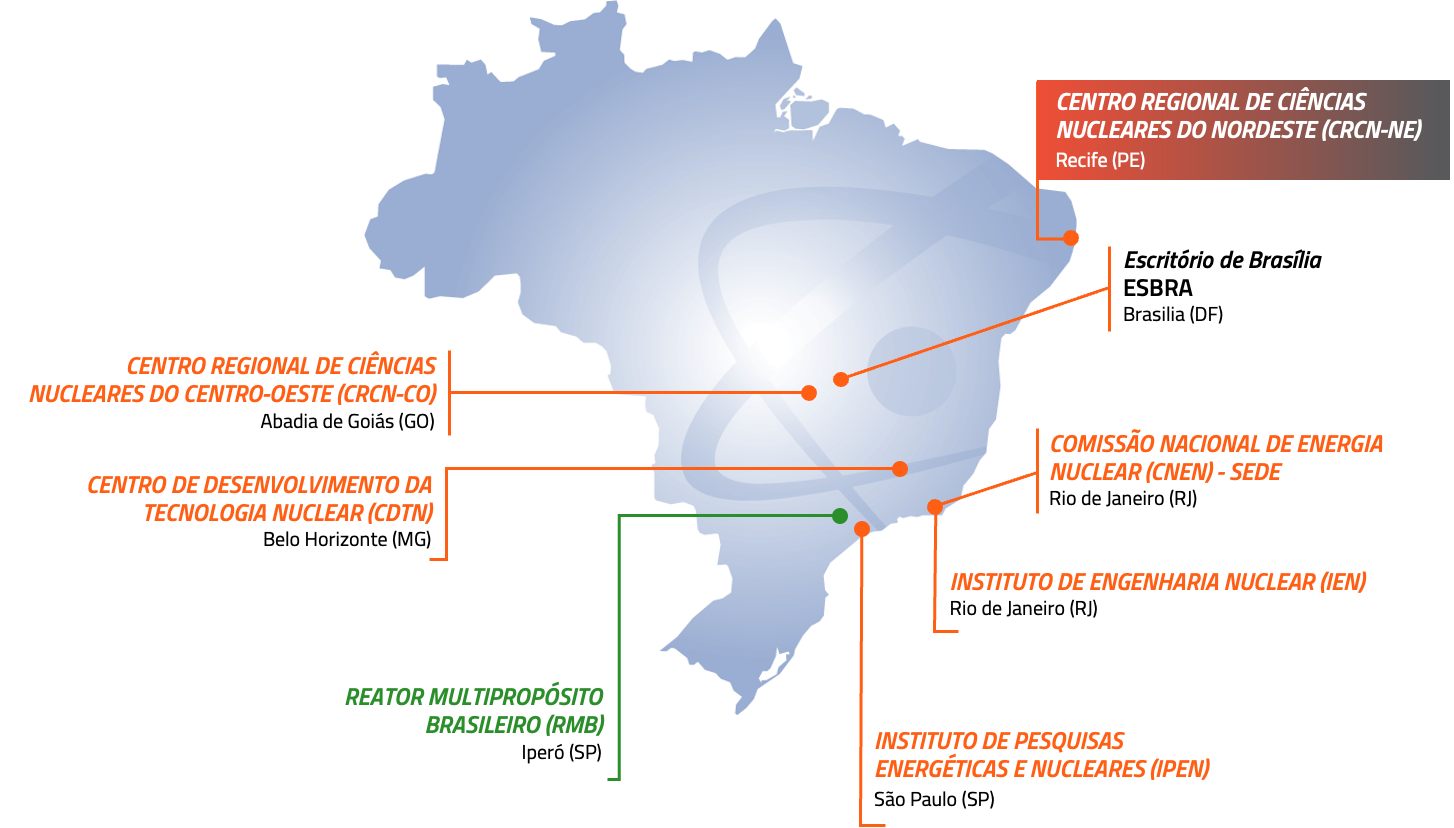 CENTRO REGIONAL DE CIÊNCIAS
NUCLEARES DO NORDESTE (CRCN-NE)
Recife (PE)
Escritório de Brasília
ESBRA
Brasilia (DF)
CENTRO REGIONAL DE CIÊNCIAS
NUCLEARES DO CENTRO-OESTE (CRCN-CO)
Abadia de Goiás (GO)
COMISSÃO NACIONAL DE ENERGIA
NUCLEAR (CNEN) - SEDE
Rio de Janeiro (RJ)
CENTRO DE DESENVOLVIMENTO DA
TECNOLOGIA NUCLEAR (CDTN)
Belo Horizonte (MG)
INSTITUTO DE ENGENHARIA NUCLEAR (IEN)
Rio de Janeiro (RJ)
REATOR MULTIPROPÓSITO
BRASILEIRO (RMB)
Iperó (SP)
INSTITUTO DE PESQUISAS
ENERGÉTICAS E NUCLEARES (IPEN)
São Paulo (SP)